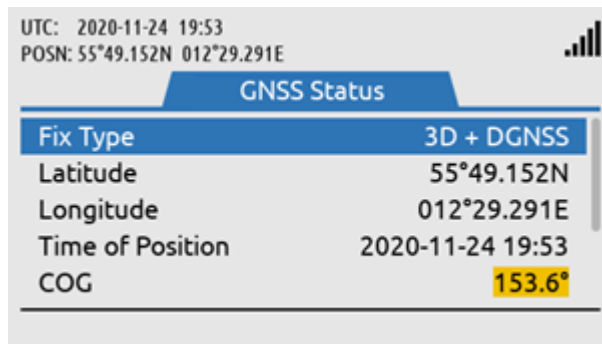 UTC: 2020-11-24 19:53
POSN: 55°49.152N 012°29.291E
GNSS Status
Fix Type 3D + DGNSS
Latitude 55°49.152N
Longitude 012°29.291E
Time of Position 2020-11-24 19:53
COG 153.6°